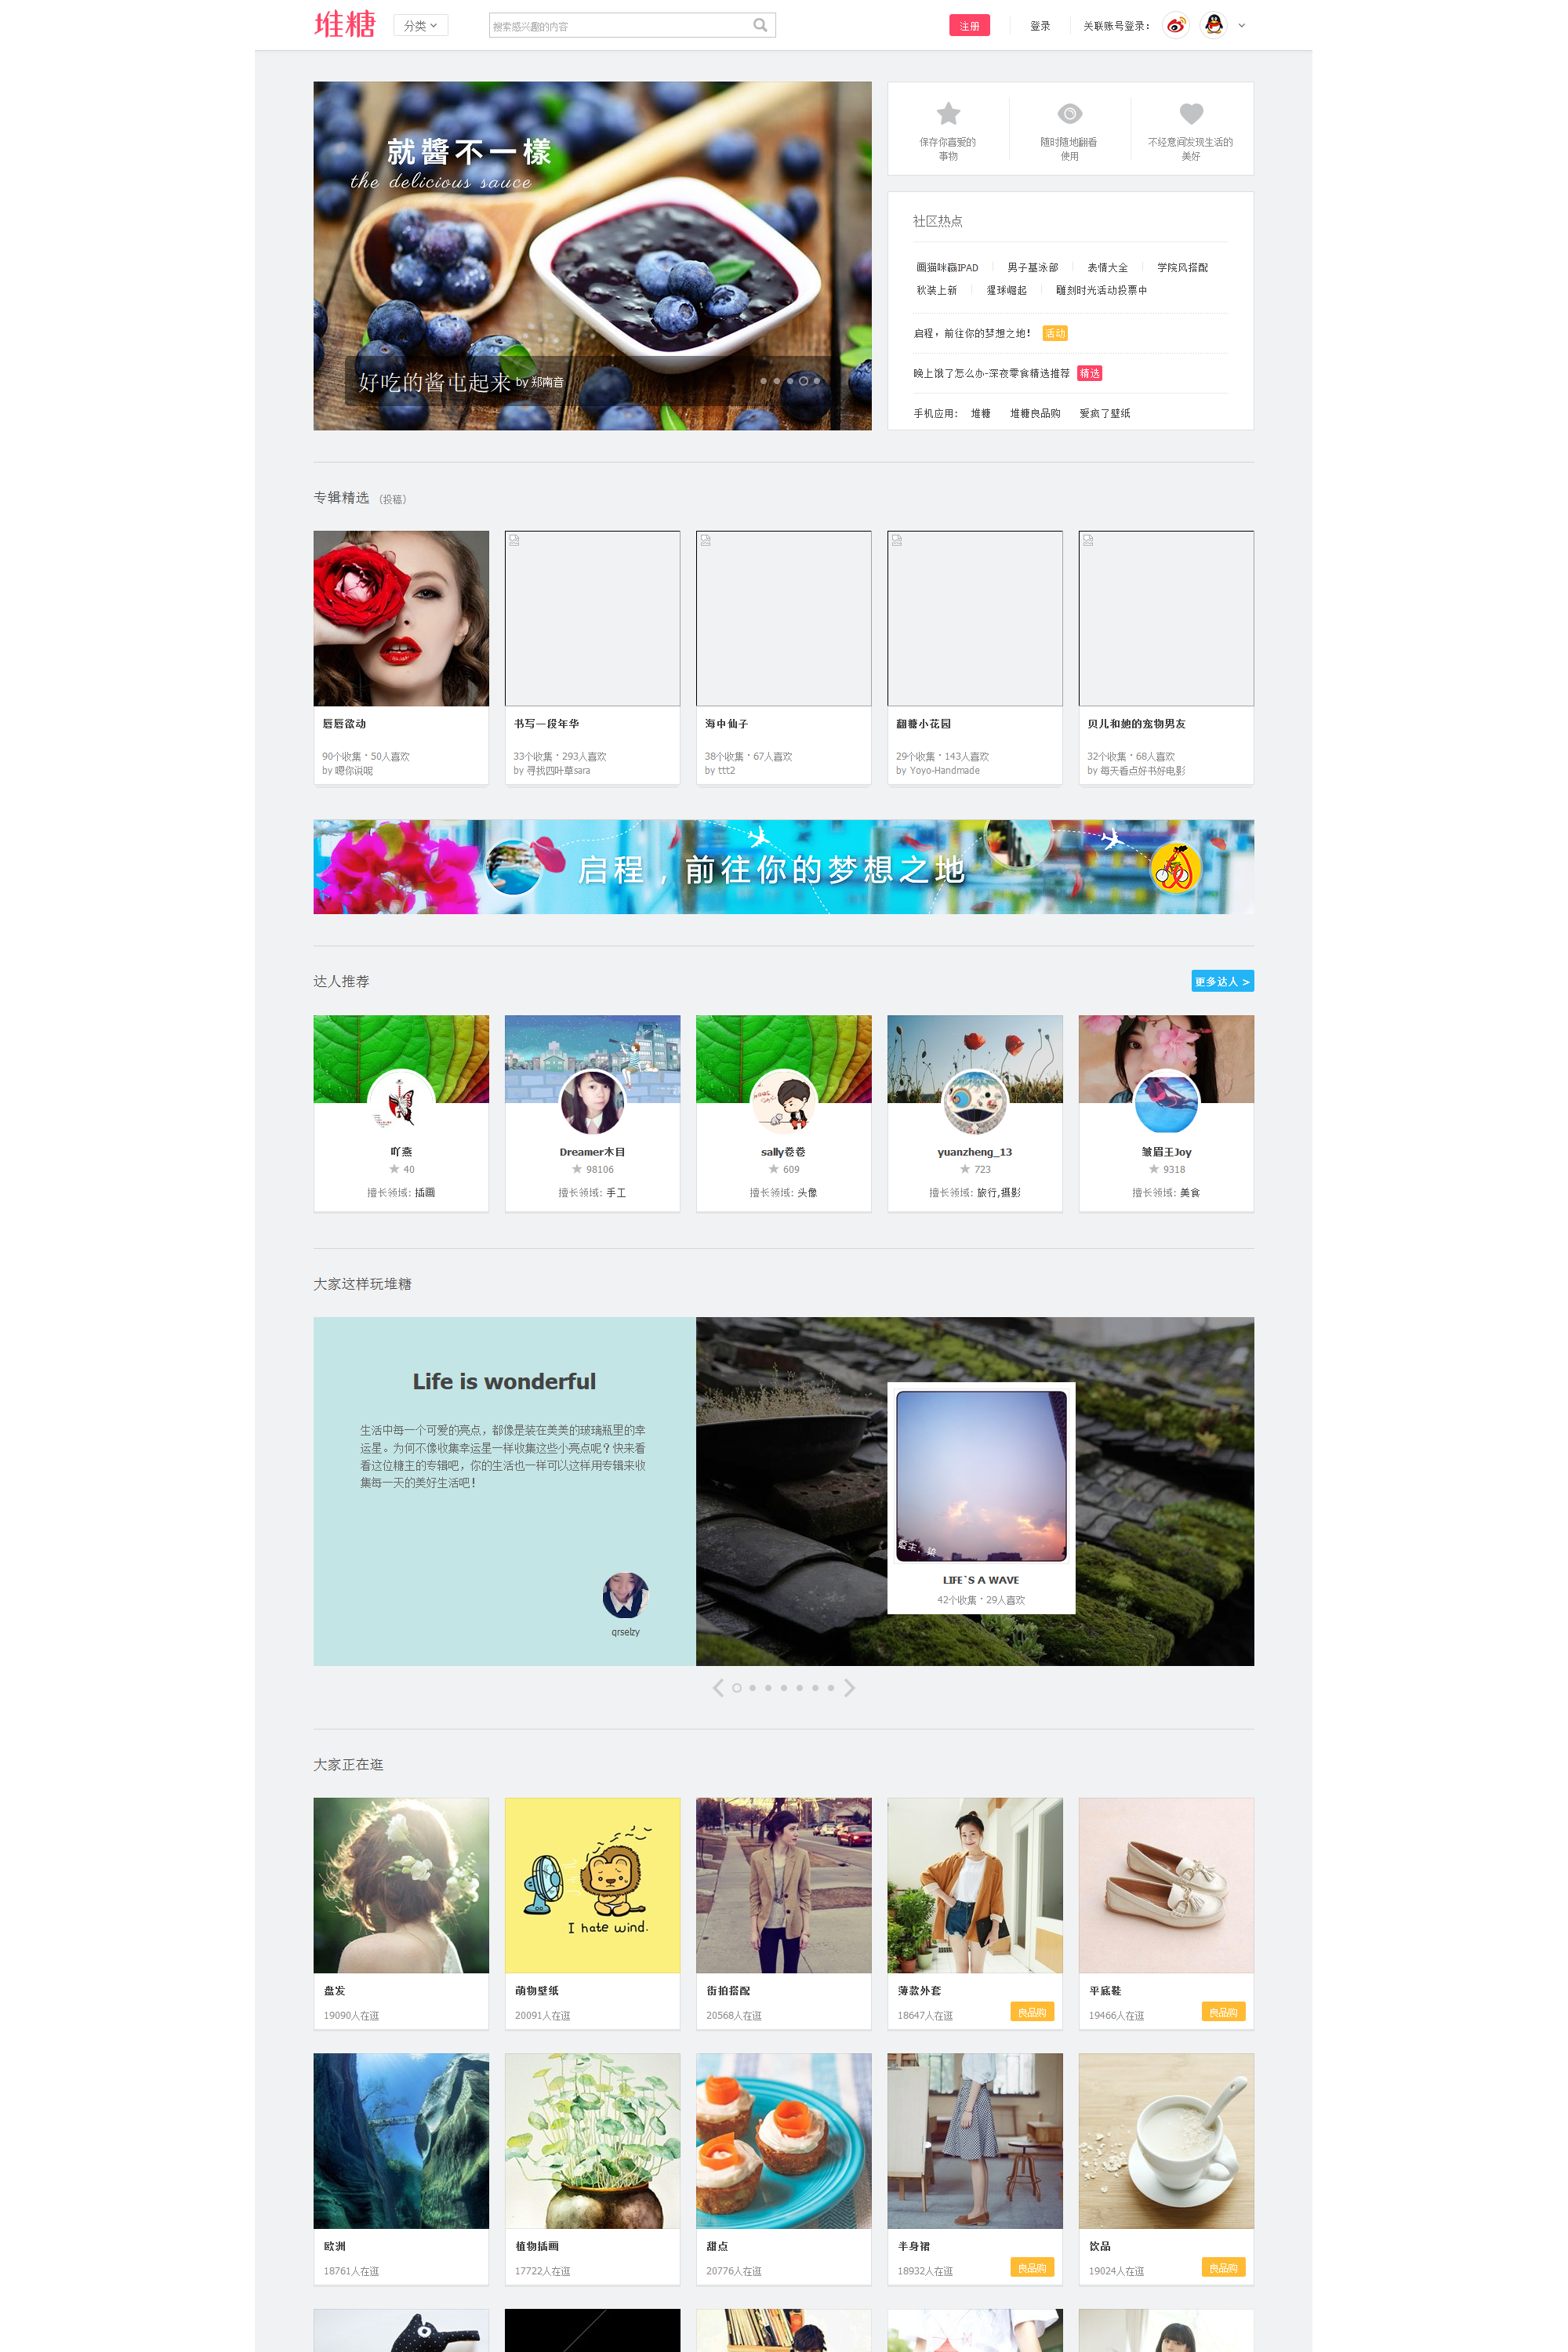 堆糖
分类
搜索感兴趣的内容
注册
登录
关联账号登录：
就醬不一樣
the delicious sauce
好吃的酱屯起来 by 郑南音
保存你喜爱的
事物
随时随地翻看
使用
不经意间发现生活的
美好
社区热点
画猫咪赢IPAD
男子基泳部
表情大全
学院风搭配
秋装上新
猩球崛起
雕刻时光活动投票中
启程，前往你的梦想之地！ 活动
晚上饿了怎么办-深夜零食精选推荐 精选
手机应用： 堆糖 堆糖良品购 爱疯了壁纸
专辑精选 （投稿）
唇唇欲动
90个收集・50人喜欢
by 嗯你说呢
书写一段年华
33个收集・293人喜欢
by 寻找四叶草sara
海中仙子
38个收集・67人喜欢
by ttt2
翻糖小花园
29个收集・143人喜欢
by Yoyo-Handmade
贝儿和她的宠物男友
32个收集・68人喜欢
by 每天看点好书好电影
启程，前往你的梦想之地
达人推荐
更多达人 >
吖燕
40
擅长领域: 插画
Dreamer木目
98106
擅长领域: 手工
sally卷卷
609
擅长领域: 头像
yuanzheng_13
723
擅长领域: 旅行,摄影
皱眉王Joy
9318
擅长领域: 美食
大家这样玩堆糖
Life is wonderful
生活中每一个可爱的亮点，都像是装在美美的玻璃瓶里的幸
运星。为何不像收集幸运星一样收集这些小亮点呢？快来看
看这位糖主的专辑吧，你的生活也一样可以这样用专辑来收
集每一天的美好生活吧！
qrselzy
LIFE`S A WAVE
42个收集・29人喜欢
大家正在逛
盘发
19090人在逛
I hate wind.
萌物壁纸
20091人在逛
街拍搭配
20568人在逛
薄款外套
18647人在逛
良品购
平底鞋
19466人在逛
良品购
欧洲
18761人在逛
植物插画
17722人在逛
甜点
20776人在逛
半身裙
18932人在逛
良品购
饮品
19024人在逛
良品购